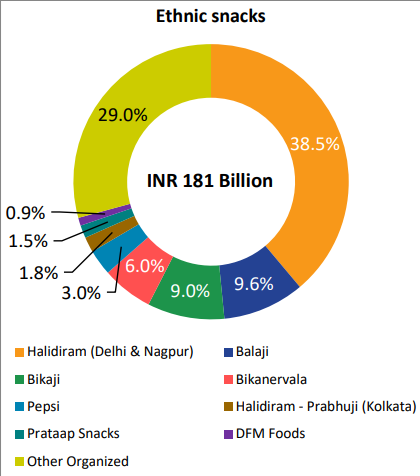 Ethnic snacks
38.5%
29.0%
INR 181 Billion
0.9%
1.5%
1.8%
3.0%
6.0%
9.0%
9.6%
Halidiram (Delhi & Nagpur)
Balaji
Bikaji
Bikanervala
Pepsi
Halidiram - Prabhuji (Kolkata)
Prataap Snacks
DFM Foods
Other Organized